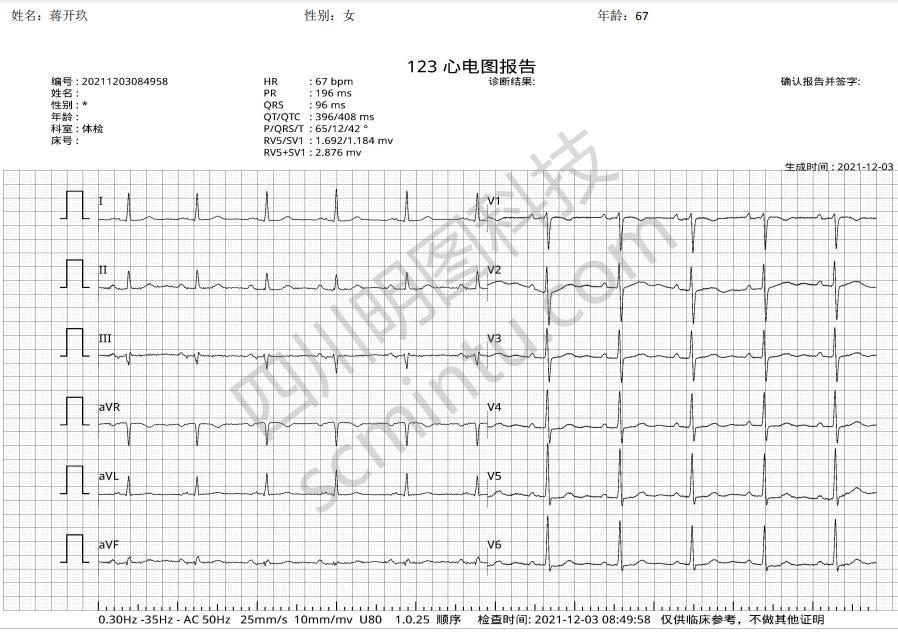 姓名：蒋开玖 性别：女 年龄：67
123 心电图报告
编号 : 20211203084958 HR : 67 bpm 诊断结果: 确认报告并签字:
姓名 : PR : 196 ms
性别 : * QRS : 96 ms
年龄 : QT/QTC : 396/408 ms
科室 : 体检 P/QRS/T : 65/12/42 °
床号 : RV5/SV1 : 1.692/1.184 mv
RV5+SV1 : 2.876 mv
生成时间 : 2021-12-03
I V1
II V2
III V3
aVR V4
aVL V5
aVF V6
四川明图科技
scmintu.com
0.30Hz -35Hz - AC 50Hz 25mm/s 10mm/mv U80 1.0.25 顺序 检查时间: 2021-12-03 08:49:58 仅供临床参考，不做其他证明